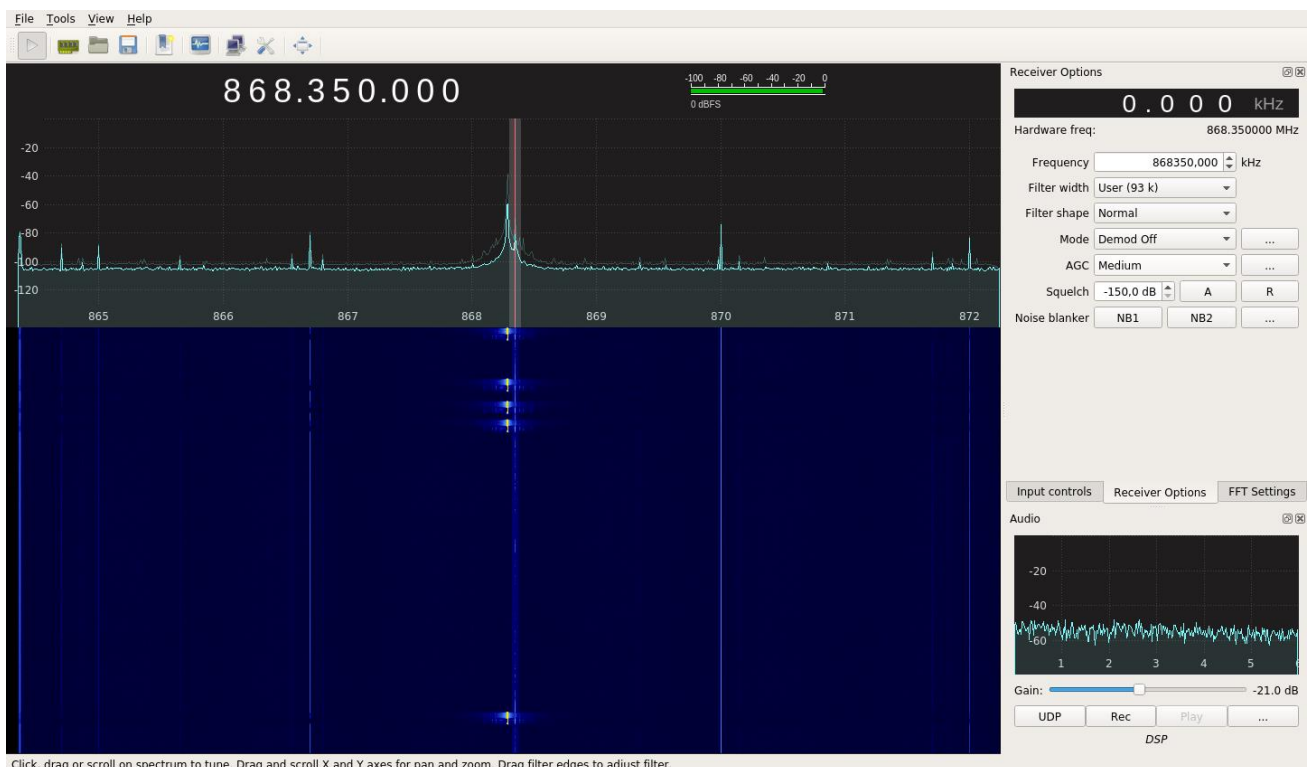 File Tools View Help
868.350.000
-100 -80 -60 -40 -20 0
0 dBFS
-20
-40
-60
-80
-100
-120
865 866 867 868 869 870 871 872
Receiver Options
0.000 kHz
Hardware freq: 868.350000 MHz
Frequency 868350,000 kHz
Filter width User (93 k)
Filter shape Normal
Mode Demod Off ...
AGC Medium ...
Squelch -150,0 dB A R
Noise blanker NB1 NB2 ...
Input controls Receiver Options FFT Settings
Audio
-20
-40
-60
1 2 3 4 5
Gain: -21.0 dB
UDP Rec Play ...
DSP
Click, drag or scroll on spectrum to tune. Drag and scroll X and Y axes for pan and zoom. Drag filter edges to adjust filter.